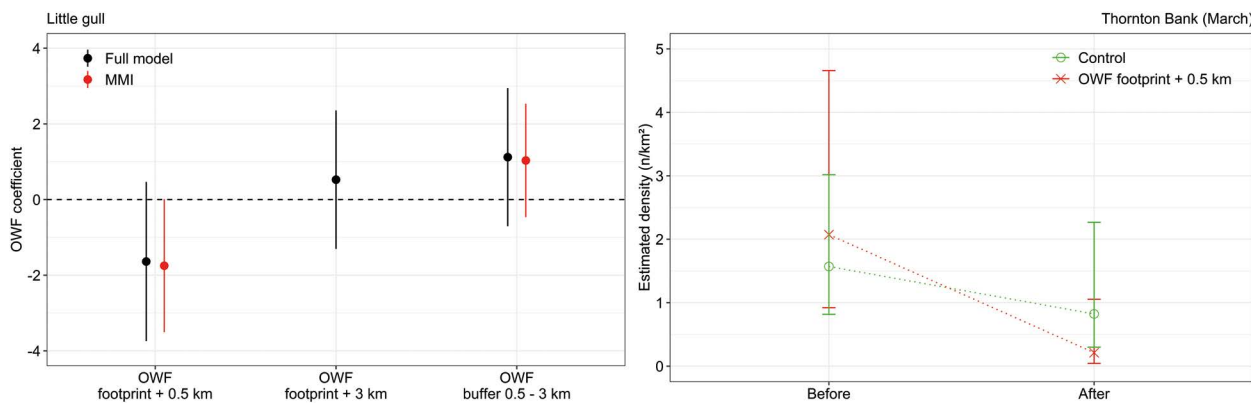 Little gull
Full model
MMI
OWF coefficient
4
2
0
-2
-4
OWF
footprint + 0.5 km
OWF
footprint + 3 km
OWF
buffer 0.5 - 3 km
Thornton Bank (March)
Control
OWF footprint + 0.5 km
Estimated density (n/km²)
5
4
3
2
1
0
Before
After